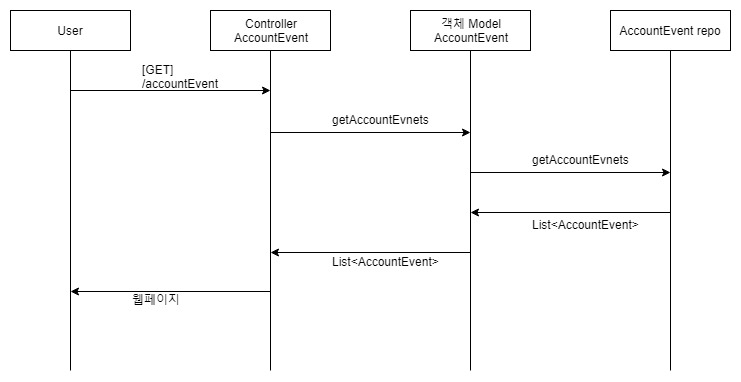 User
Controller
AccountEvent
객체 Model
AccountEvent
AccountEvent repo
[GET]
/accountEvent
getAccountEvnets
getAccountEvnets
List<AccountEvent>
List<AccountEvent>
웹페이지